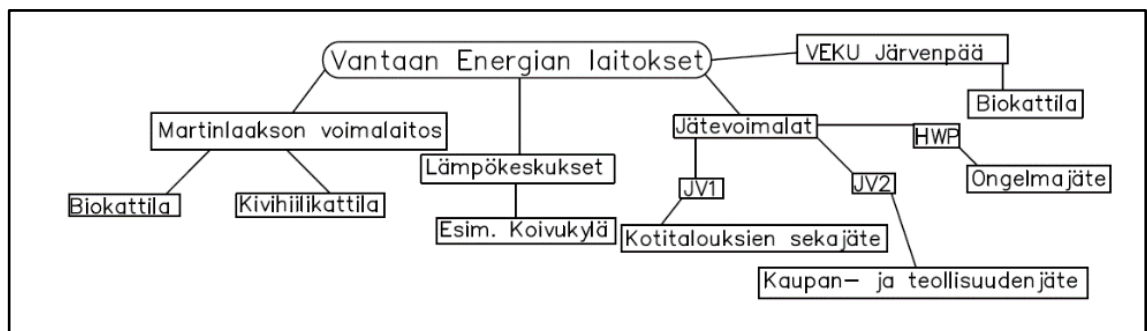 Vantaan Energian laitokset
VEKU Järvenpää
Biokattila
Martinlaakson voimalaitos
Jätevoimalat
HWP
Lämpökeskukset
Ongelmajäte
JV1
JV2
Biokattila
Kivihiilikattila
Esim. Koivukylä
Kotitalouksien sekajäte
Kaupan- ja teollisuudenjäte